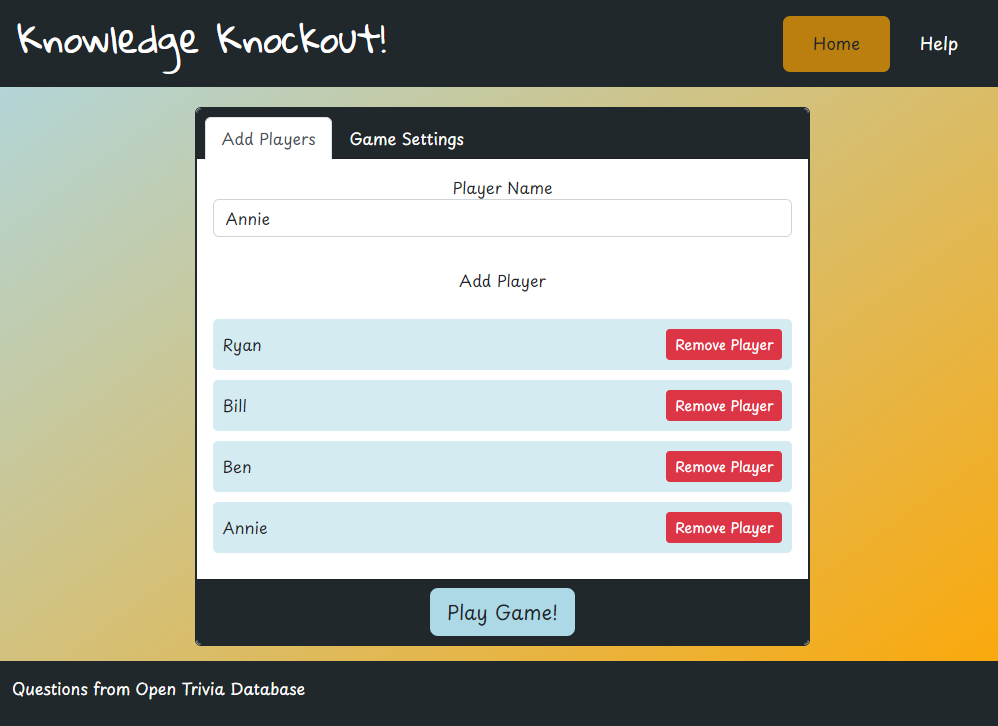 Knowledge Knockout!
Home
Help
Add Players
Game Settings
Player Name
Annie
Add Player
Ryan
Remove Player
Bill
Remove Player
Ben
Remove Player
Annie
Remove Player
Play Game!
Questions from Open Trivia Database